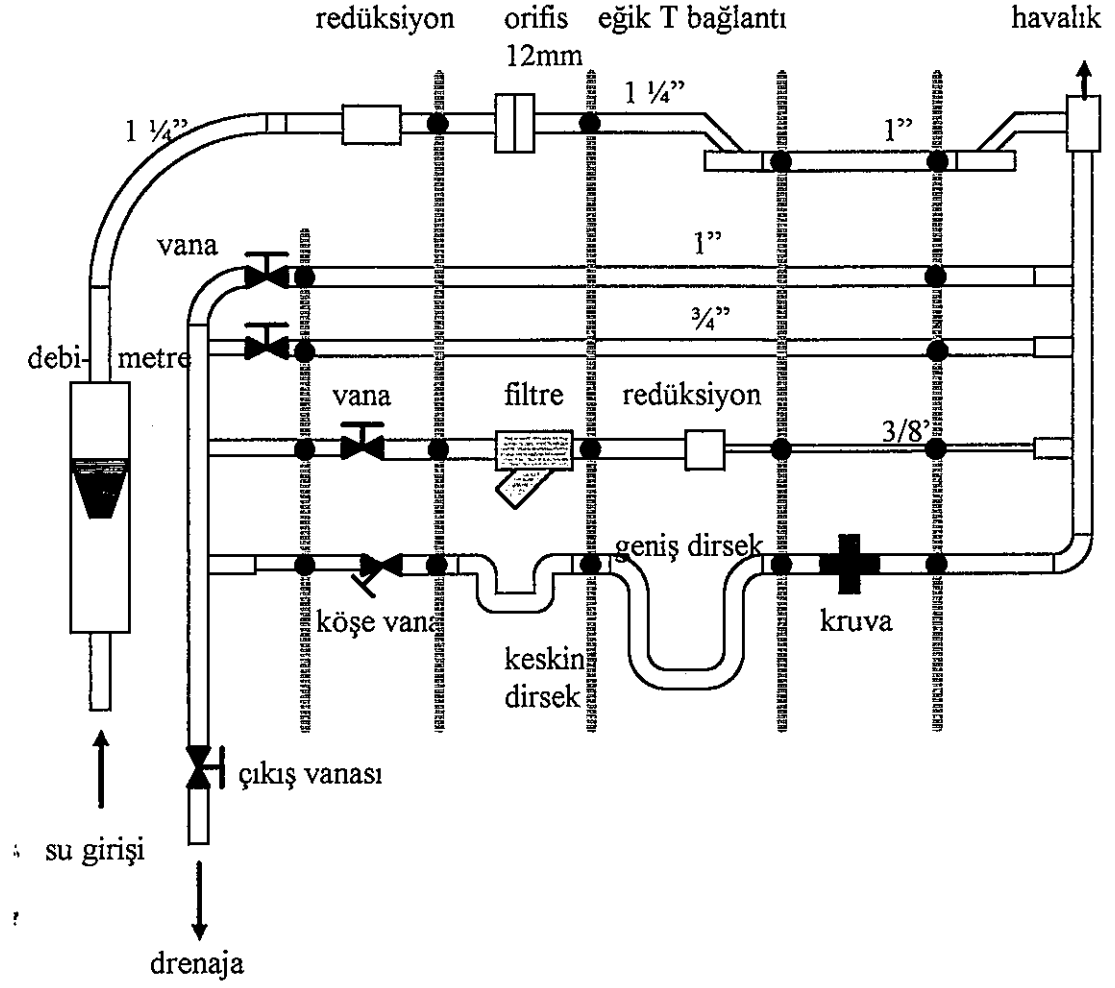 redüksiyon
orifis
12mm
eğik T bağlantı
havalık
1 ¼”
1 ¼”
1”
vana
1”
¾”
debi-
metre
vana
filtre
redüksiyon
3/8’
geniş dirsek
köşe vana
keskin
dirsek
kruva
çıkış vanası
su girişi
drenaja